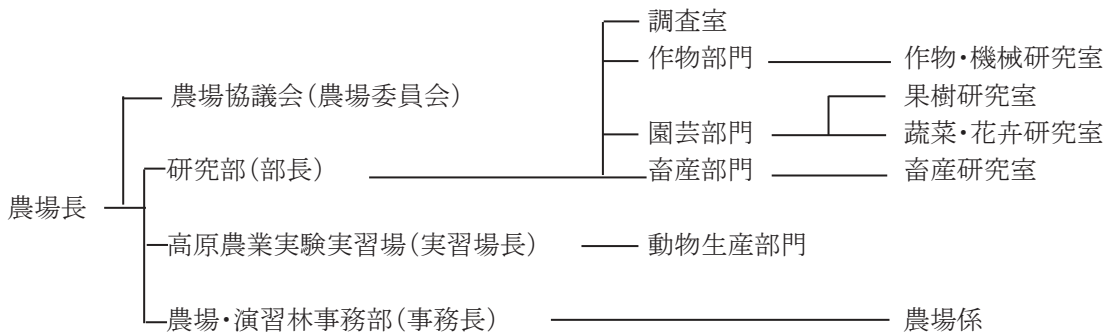 調査室
作物部門 作物・機械研究室
農場協議会(農場委員会) 果樹研究室
園芸部門 蔬菜・花卉研究室
研究部(部長) 畜産部門 畜産研究室
農場長
高原農業実験実習場(実習場長) 動物生産部門
農場・演習林事務部(事務長) 農場係